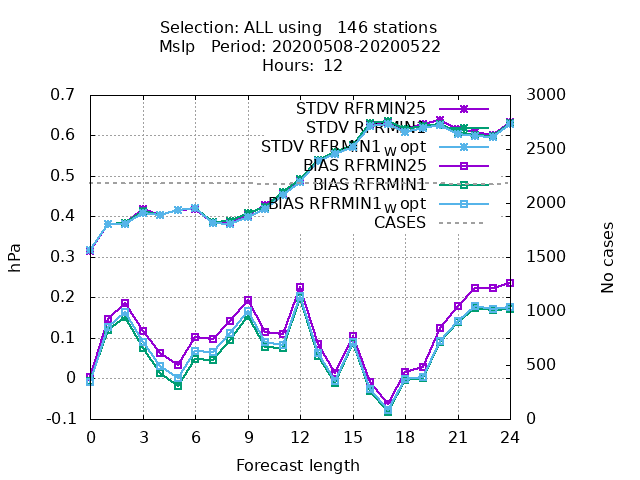 Selection: ALL using   146 stations
Mslp   Period: 20200508-20200522
Hours:  12
STDV RFRMIN25
STDV RFRMIN1
STDV RFRMIN1_W opt
BIAS RFRMIN25
BIAS RFRMIN1
BIAS RFRMIN1_W opt
CASES
0.7
0.6
0.5
0.4
0.3
0.2
0.1
0
-0.1
3000
2500
2000
1500
1000
500
0
hPa
No cases
0 3 6 9 12 15 18 21 24
Forecast length